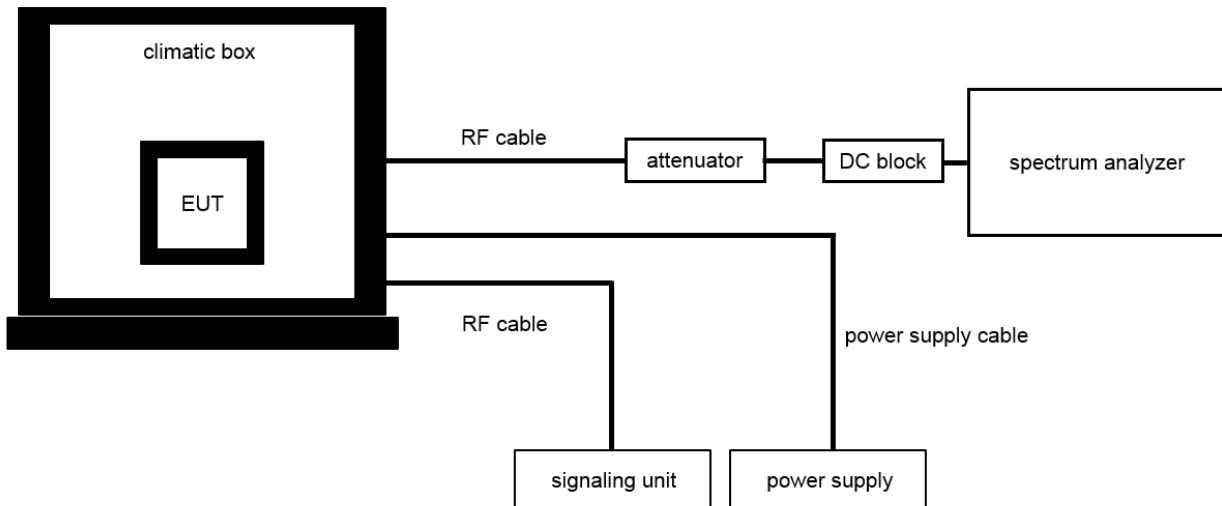 climatic box
RF cable
attenuator
DC block
spectrum analyzer
EUT
RF cable
power supply cable
signaling unit
power supply